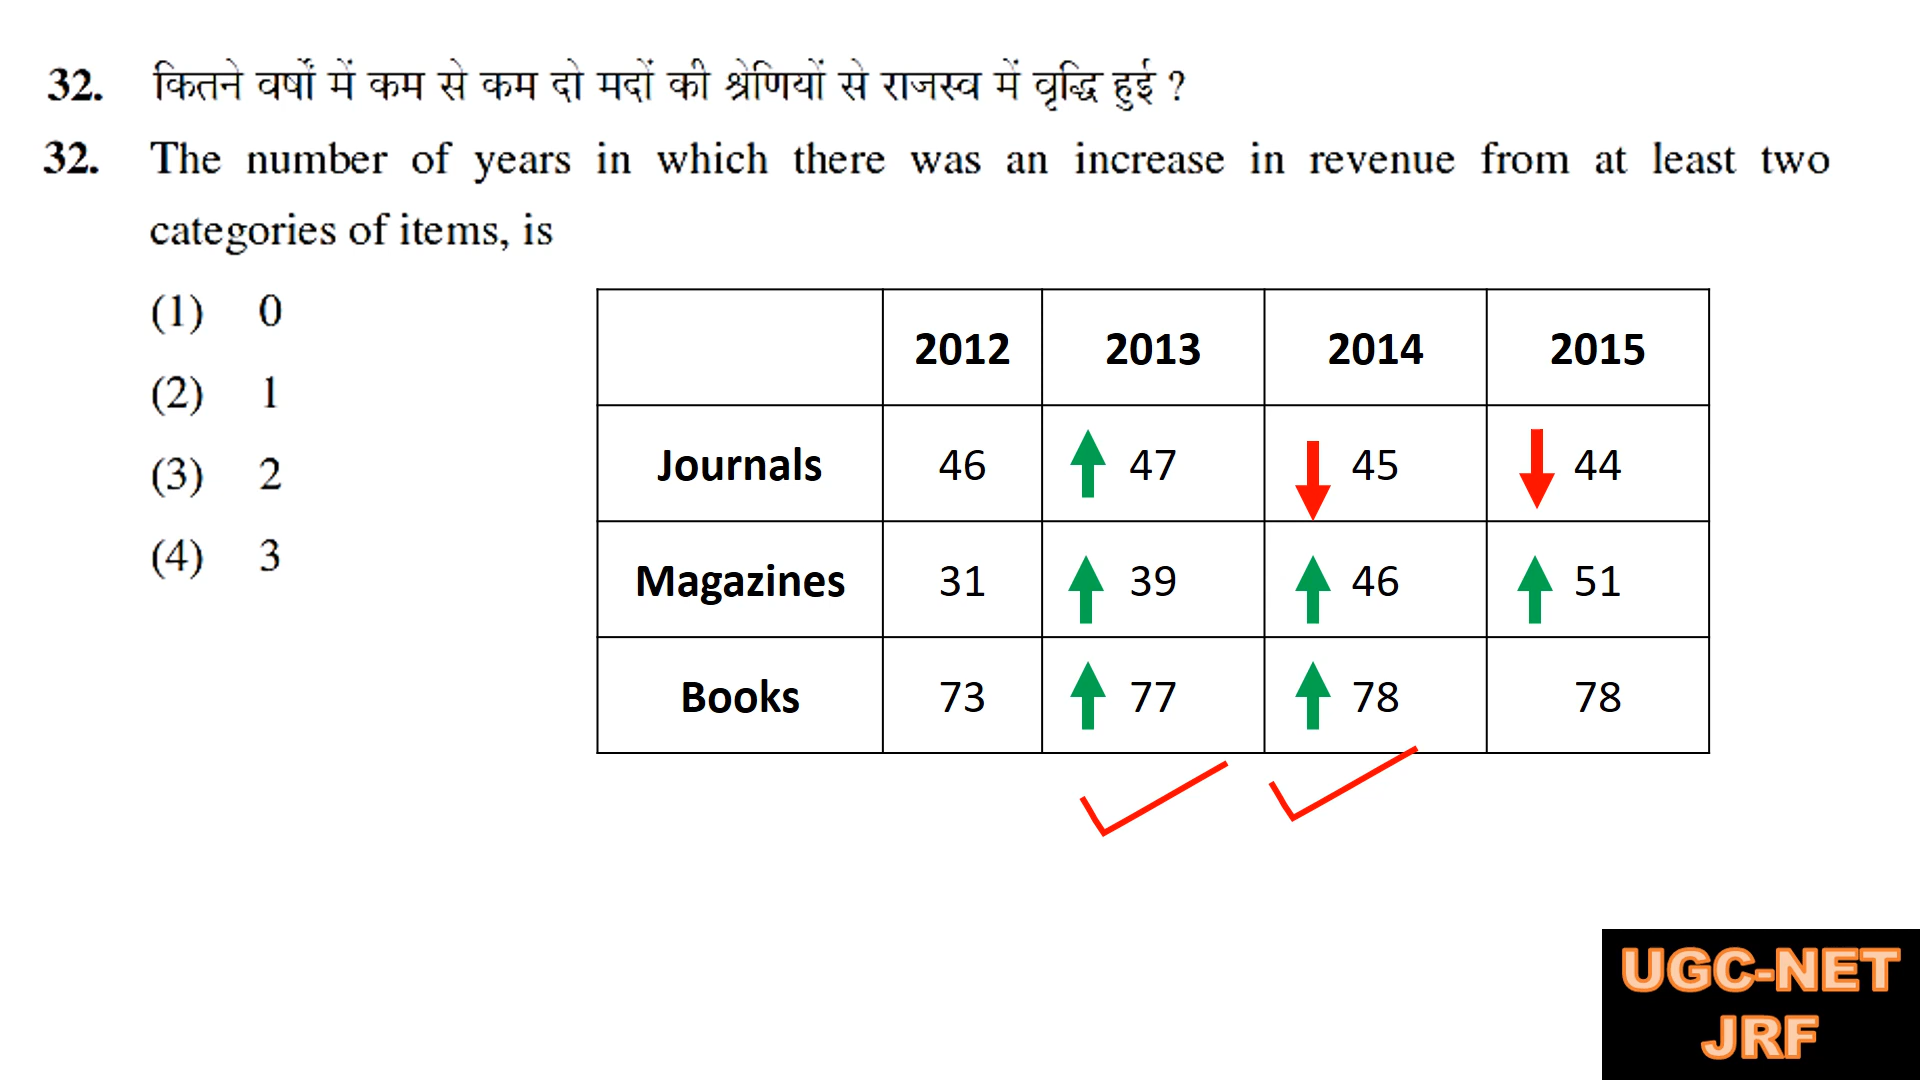 32. कितने वर्षों में कम से कम दो मदों की श्रेणियों से राजस्व में वृद्धि हुई ?
32. The number of years in which there was an increase in revenue from at least two
categories of items, is
(1) 0
(2) 1
(3) 2
(4) 3
2012 2013 2014 2015
Journals 46 47 45 44
Magazines 31 39 46 51
Books 73 77 78 78
UGC-NET
JRF